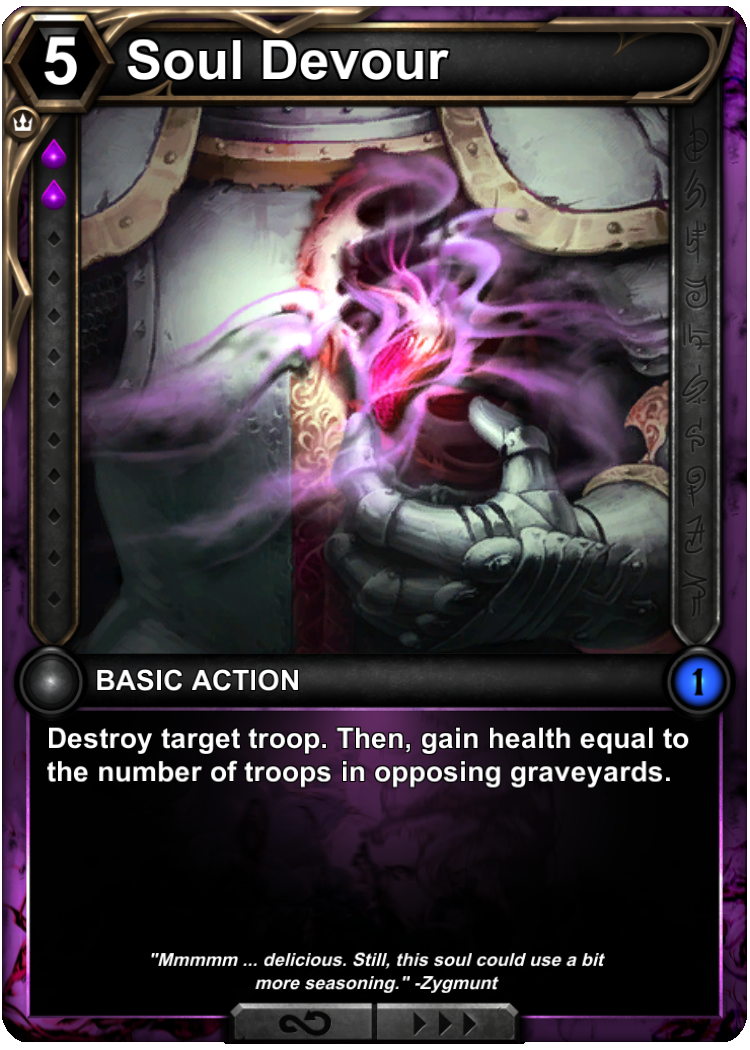 5 Soul Devour
BASIC ACTION
1
Destroy target troop. Then, gain health equal to
the number of troops in opposing graveyards.
"Mmmmm ... delicious. Still, this soul could use a bit
more seasoning." -Zygmunt